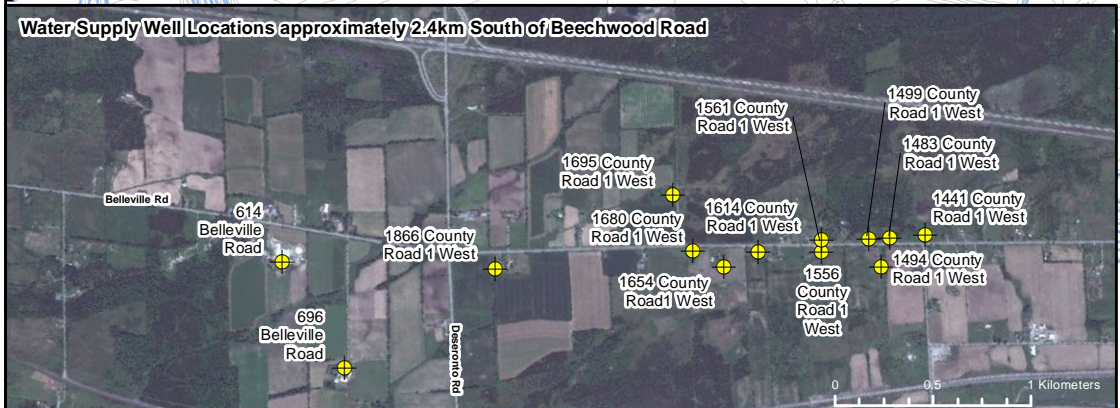 Water Supply Well Locations approximately 2.4km South of Beechwood Road
1561 County
Road 1 West
1499 County
Road 1 West
1483 County
Road 1 West
1695 County
Road 1 West
Belleville Rd
614
Belleville
Road
1866 County
Road 1 West
1680 County
Road 1 West
1614 County
Road 1 West
1441 County
Road 1 West
1654 County
Road1 West
1556
County
Road 1
West
1494 County
Road 1 West
696
Belleville
Road
Deseronto Rd
0 0.5 1 Kilometers